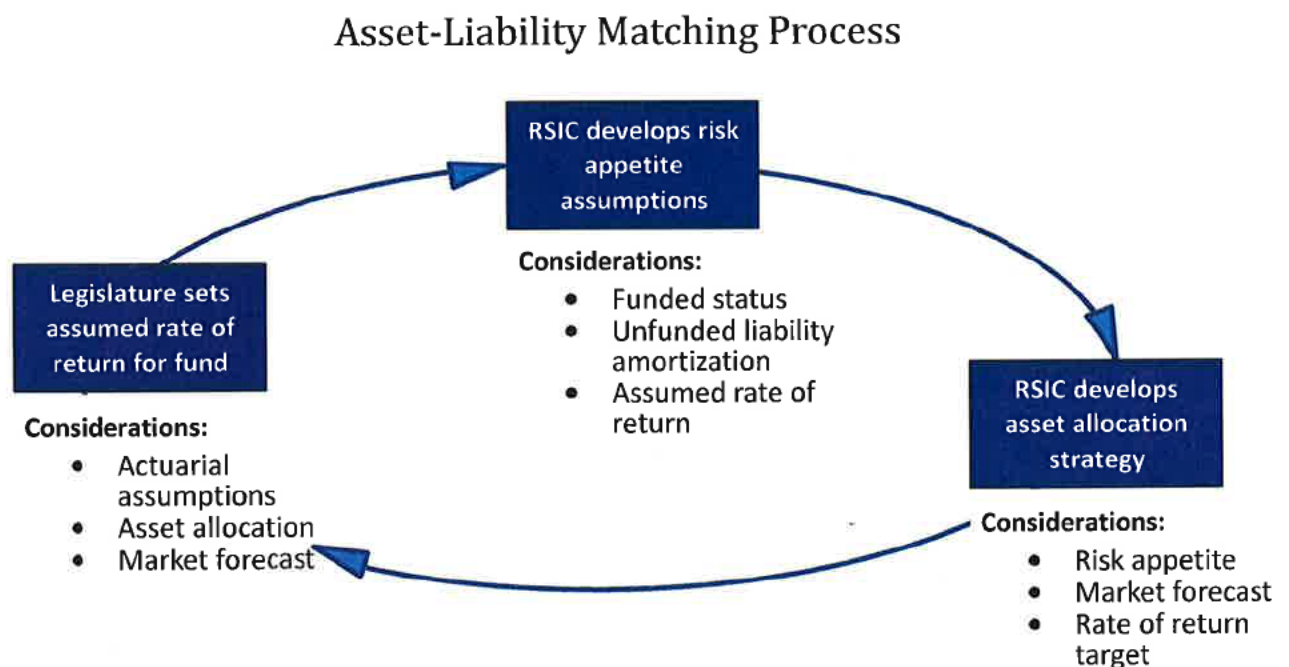 Asset-Liability Matching Process
RSIC develops risk
appetite
assumptions
Considerations:
• Funded status
• Unfunded liability
amortization
• Assumed rate of
return
Legislature sets
assumed rate of
return for fund
Considerations:
• Actuarial
assumptions
• Asset allocation
• Market forecast
RSIC develops
asset allocation
strategy
Considerations:
• Risk appetite
• Market forecast
• Rate of return
target